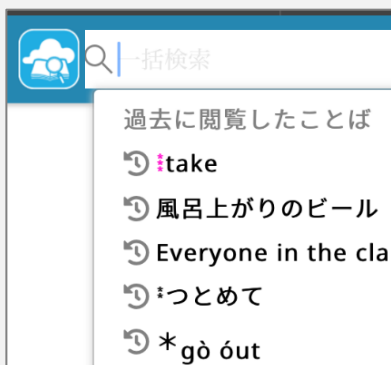 一括検索
過去に閲覧したことば
⁂take
風呂上がりのビール
Everyone in the cla
⁑つとめて
＊gò óut